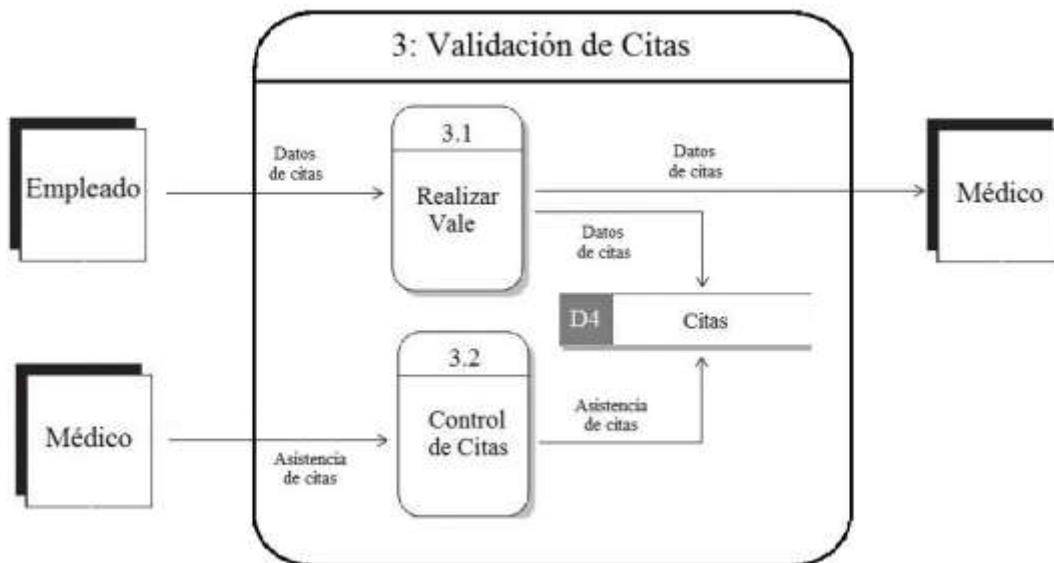 3: Validación de Citas
Empleado
Datos
de citas
3.1
Realizar
Vale
Datos
de citas
Médico
Datos
de citas
D4
Citas
Médico
Asistencia
de citas
3.2
Control
de Citas
Asistencia
de citas